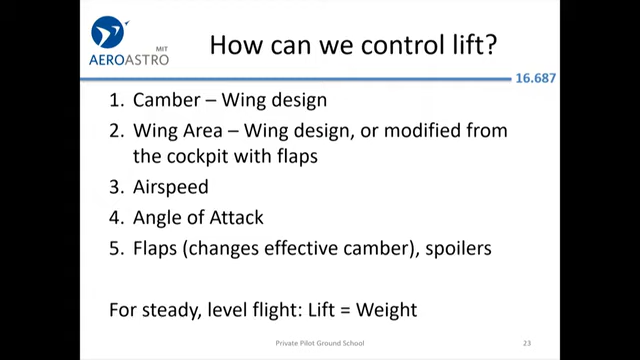 MIT
AEROASTRO
How can we control lift?
16.687
1. Camber – Wing design
2. Wing Area – Wing design, or modified from
the cockpit with flaps
3. Airspeed
4. Angle of Attack
5. Flaps (changes effective camber), spoilers
For steady, level flight: Lift = Weight
Private Pilot Ground School
23